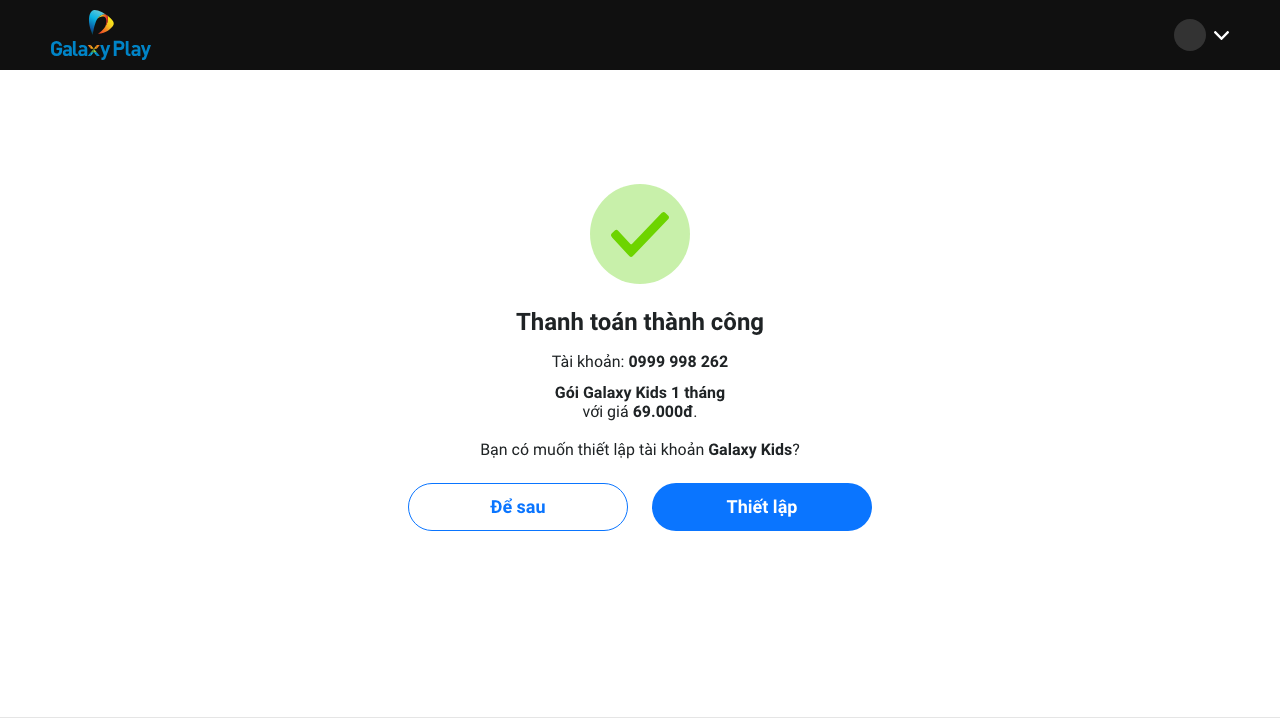 Galaxy Play
Thanh toán thành công
Tài khoản: 0999 998 262
Gói Galaxy Kids 1 tháng
với giá 69.000đ.
Bạn có muốn thiết lập tài khoản Galaxy Kids?
Để sau
Thiết lập